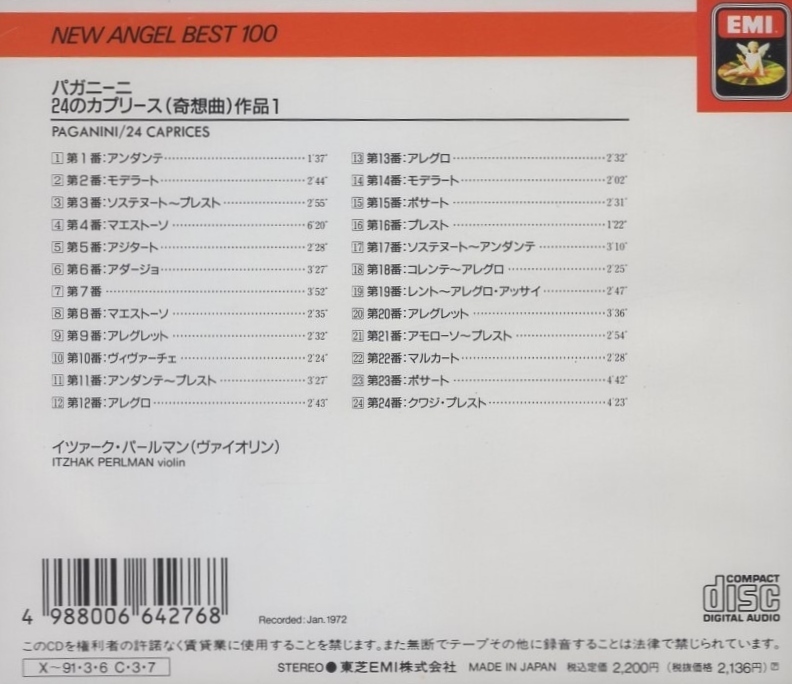 NEW ANGEL BEST 100
EMI
パガニーニ
24のカプリース(奇想曲)作品1
PAGANINI/24 CAPRICES
1 第1番:アンダンテ 1'37"
2 第2番:モデラート 2'44"
3 第3番:ソステヌート〜プレスト 2'55"
4 第4番:マエストーソ 6'20"
5 第5番:アジタート 2'28"
6 第6番:アダージョ 3'27"
7 第7番 3'52"
8 第8番:マエストーソ 2'35"
9 第9番:アレグレット 2'32"
10 第10番:ヴィヴァーチェ 2'24"
11 第11番:アンダンテ〜プレスト 3'27"
12 第12番:アレグロ 2'43"
13 第13番:アレグロ 2'32"
14 第14番:モデラート 2'02"
15 第15番:ポサート 2'31"
16 第16番:プレスト 1'22"
17 第17番:ソステヌート〜アンダンテ 3'10"
18 第18番:コレンテ〜アレグロ 2'25"
19 第19番:レント〜アレグロ・アッサイ 2'47"
20 第20番:アレグレット 3'36"
21 第21番:アモローソ〜プレスト 2'54"
22 第22番:マルカート 2'28"
23 第23番:ポサート 4'42"
24 第24番:クワジ・プレスト 4'23"
イツァーク・パールマン(ヴァイオリン)
ITZHAK PERLMAN violin
4 988006 642768
Recorded: Jan. 1972
COMPACT
disc
DIGITAL AUDIO
このCDを権利者の許諾なく賃貸業に使用することを禁じます。また無断でテープその他に録音することは法律で禁じられています。
X〜91・3・6 C・3・7
STEREO● 東芝EMI株式会社 MADE IN JAPAN 税込定価 2,200円 (税抜価格 2,136円)